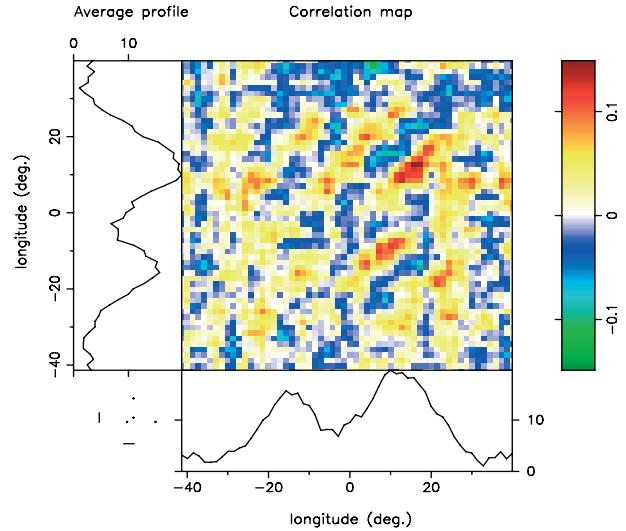 Average profile
Correlation map
0 10
20
0
−20
−40
longitude (deg.)
0.1
0
−0.1
10
0
−40 −20 0 20
longitude (deg.)